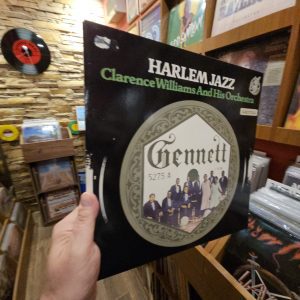 HARLEM JAZZ
Clarence Williams And His Orchestra
Gennett
5275 A